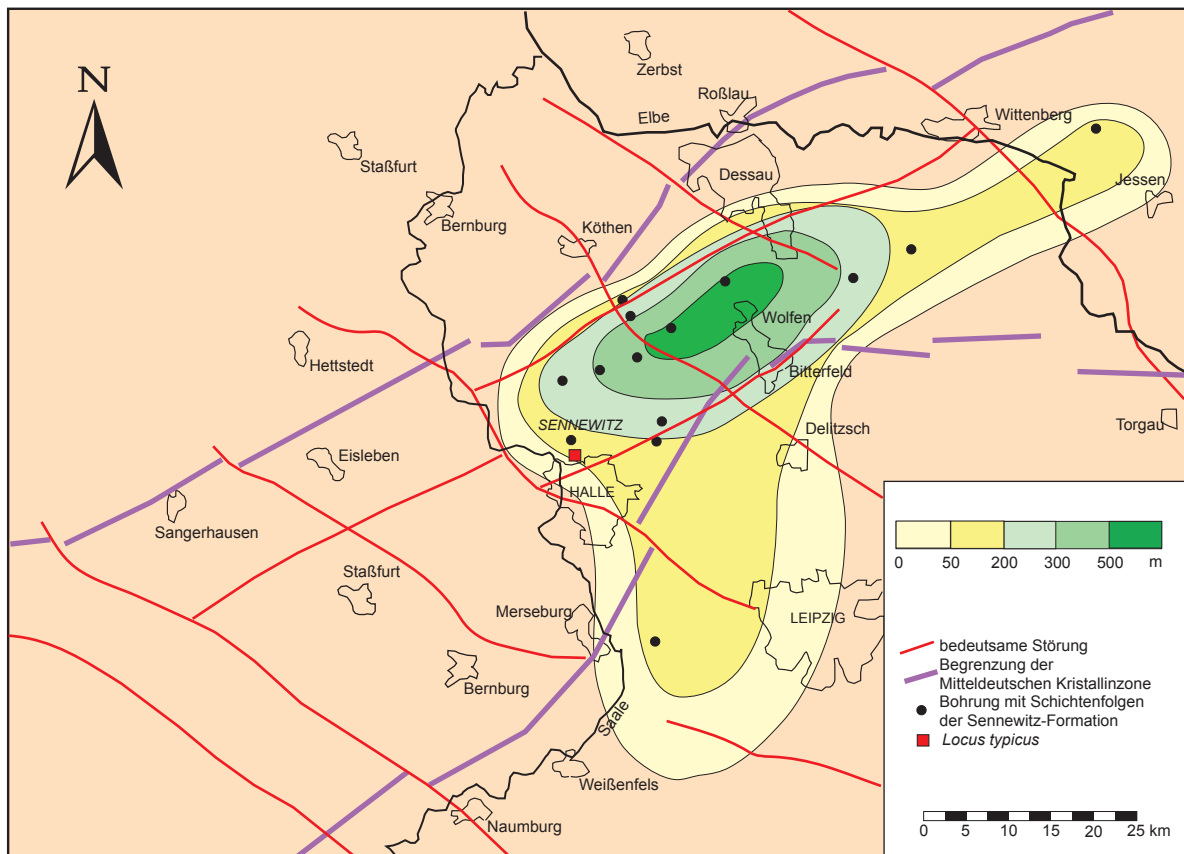 N
Zerbst
Roßlau
Elbe
Wittenberg
Staßfurt
Dessau
Jessen
Bernburg
Köthen
Wolfen
Hettstedt
Bitterfeld
SENNEWITZ
Delitzsch
Torgau
Eisleben
HALLE
Sangerhausen
Staßfurt
Merseburg
LEIPZIG
Bernburg
Saale
Weißenfels
Naumburg
0 50 200 300 500 m
bedeutsame Störung
Begrenzung der
Mitteldeutschen Kristallinzone
Bohrung mit Schichtenfolgen
der Sennewitz-Formation
Locus typicus
0 5 10 15 20 25 km